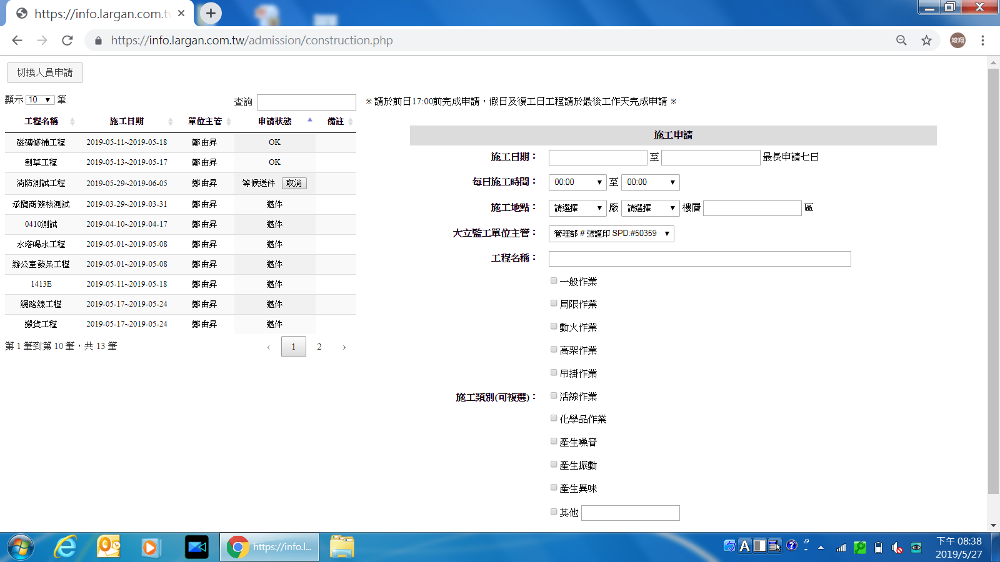 https://info.largan.com.t
https://info.largan.com.tw/admission/construction.php
竣翔
切換人員申請
顯示 10 筆
查詢
※ 請於前日17:00前完成申請，假日及復工日工程請於最後工作天完成申請 ※
工程名稱 施工日期 單位主管 申請狀態 備註
磁磚修補工程 2019-05-11~2019-05-18 鄭由昇 OK
割草工程 2019-05-13~2019-05-17 鄭由昇 OK
消防測試工程 2019-05-29~2019-06-05 鄭由昇 等候送件 取消
承攬商簽核測試 2019-03-29~2019-03-31 鄭由昇 退件
0410測試 2019-04-10~2019-04-17 鄭由昇 退件
水塔喝水工程 2019-05-01~2019-05-08 鄭由昇 退件
辦公室發呆工程 2019-05-01~2019-05-08 鄭由昇 退件
1413E 2019-05-11~2019-05-18 鄭由昇 退件
網路線工程 2019-05-17~2019-05-24 鄭由昇 退件
搬貨工程 2019-05-17~2019-05-24 鄭由昇 退件
第 1 筆到第 10 筆，共 13 筆
‹ 1 2 ›
施工申請
施工日期： 至 最長申請七日
每日施工時間： 00:00 至 00:00
施工地點： 請選擇 廠 請選擇 樓層 區
大立監工單位主管： 管理部 # 張謹印 SPD:#50359
工程名稱：
施工類別(可複選)：
一般作業
局限作業
動火作業
高架作業
吊掛作業
活線作業
化學品作業
產生噪音
產生振動
產生異味
其他
https://info.l...
A
下午 08:38
2019/5/27